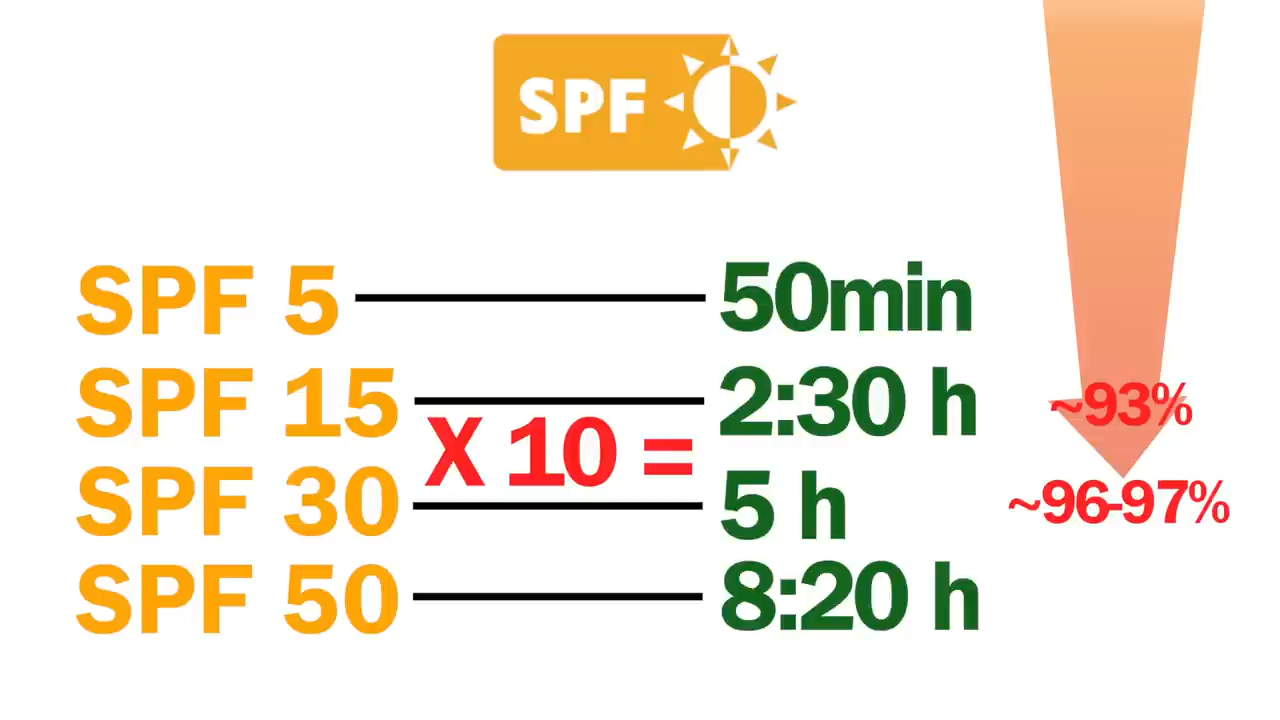 SPF
SPF 5 50min
SPF 15 2:30 h ~93%
X 10 =
SPF 30 5 h ~96-97%
SPF 50 8:20 h